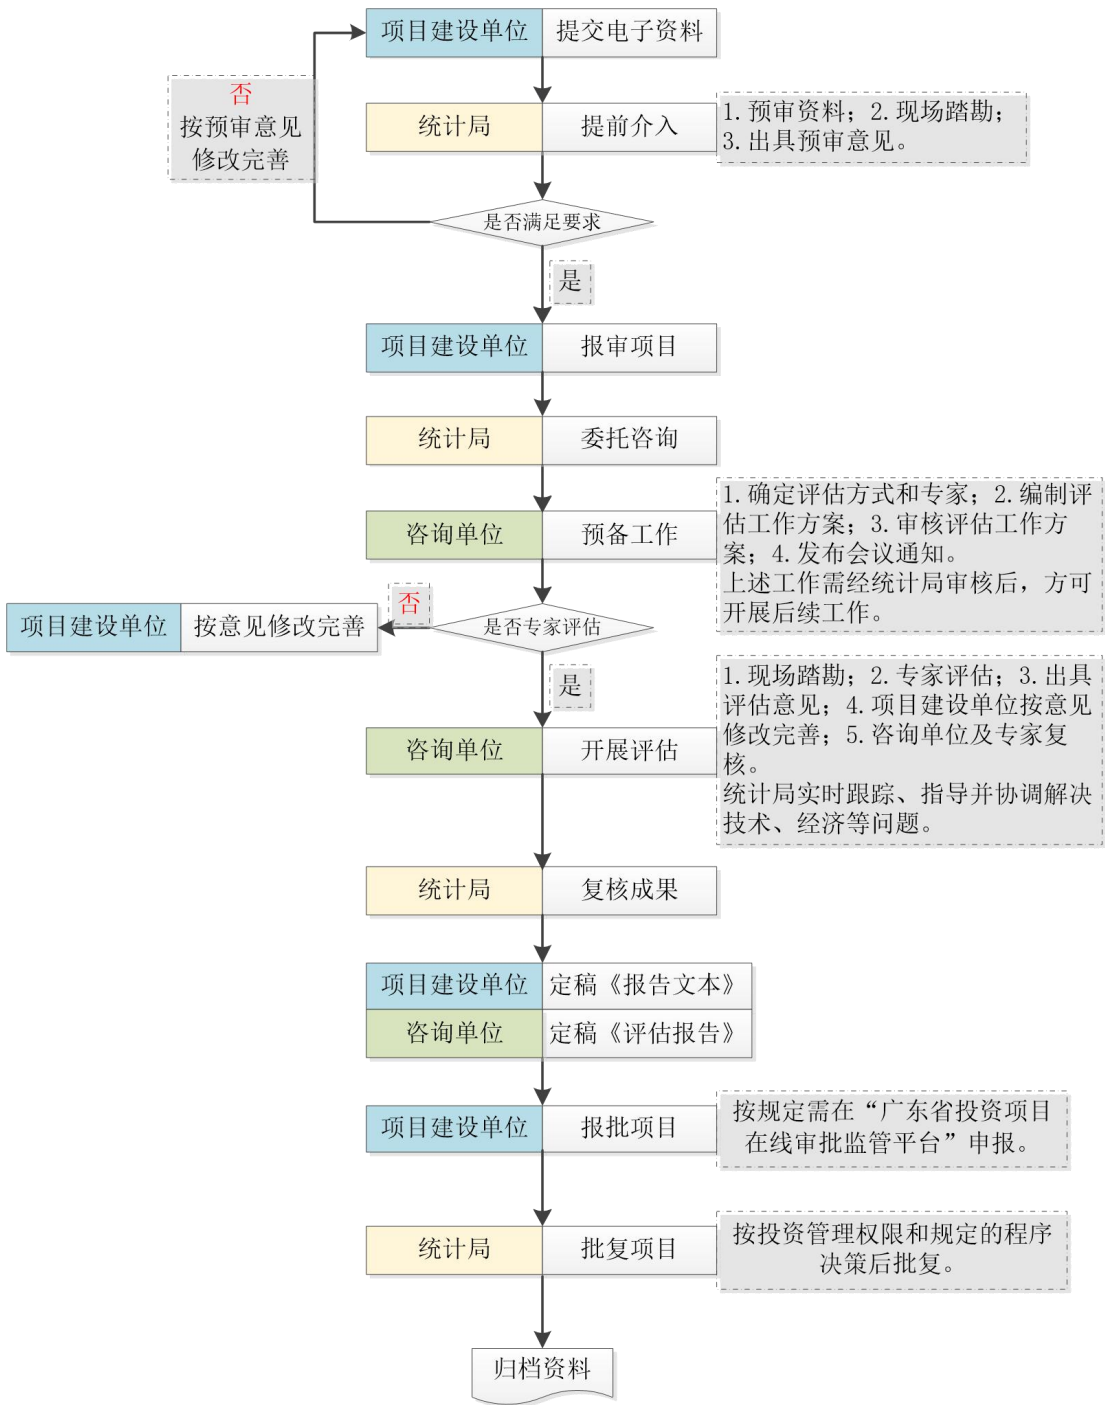 项目建设单位 提交电子资料
否
按预审意见
修改完善
统计局 提前介入
1.预审资料；2.现场踏勘；
3.出具预审意见。
是否满足要求
是
项目建设单位 报审项目
统计局 委托咨询
咨询单位 预备工作
1.确定评估方式和专家；2.编制评
估工作方案；3.审核评估工作方
案；4.发布会议通知。
上述工作需经统计局审核后，方可
开展后续工作。
是否专家评估
否
项目建设单位 按意见修改完善
是
咨询单位 开展评估
1.现场踏勘；2.专家评估；3.出具
评估意见；4.项目建设单位按意见
修改完善；5.咨询单位及专家复
核。
统计局实时跟踪、指导并协调解决
技术、经济等问题。
统计局 复核成果
项目建设单位 定稿《报告文本》
咨询单位 定稿《评估报告》
项目建设单位 报批项目
按规定需在“广东省投资项目
在线审批监管平台”申报。
统计局 批复项目
按投资管理权限和规定的程序
决策后批复。
归档资料